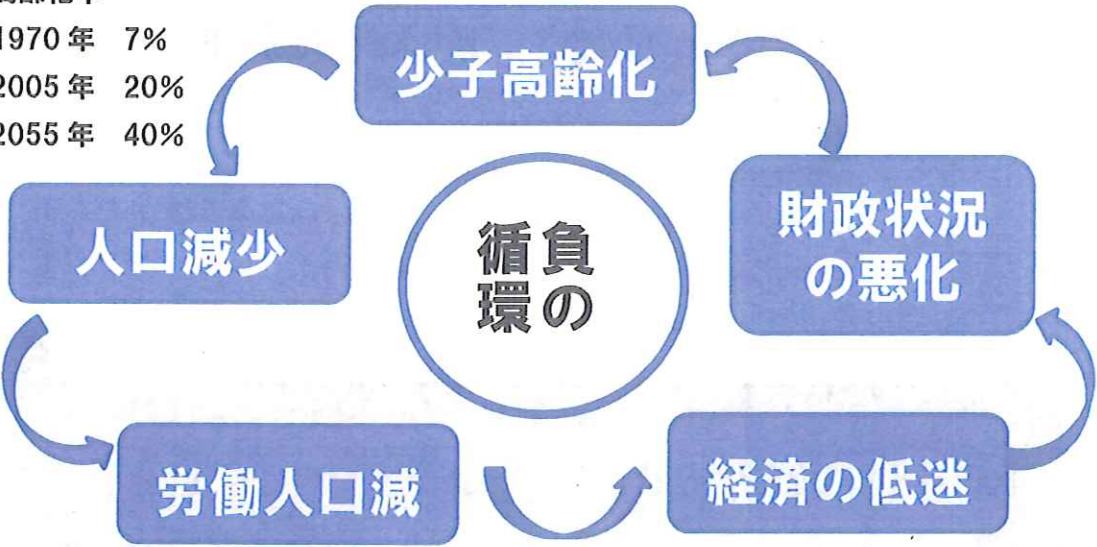 1970年 7%
2005年 20%
2055年 40%
少子高齢化
人口減少
労働人口減
経済の低迷
財政状況
の悪化
負の
循環